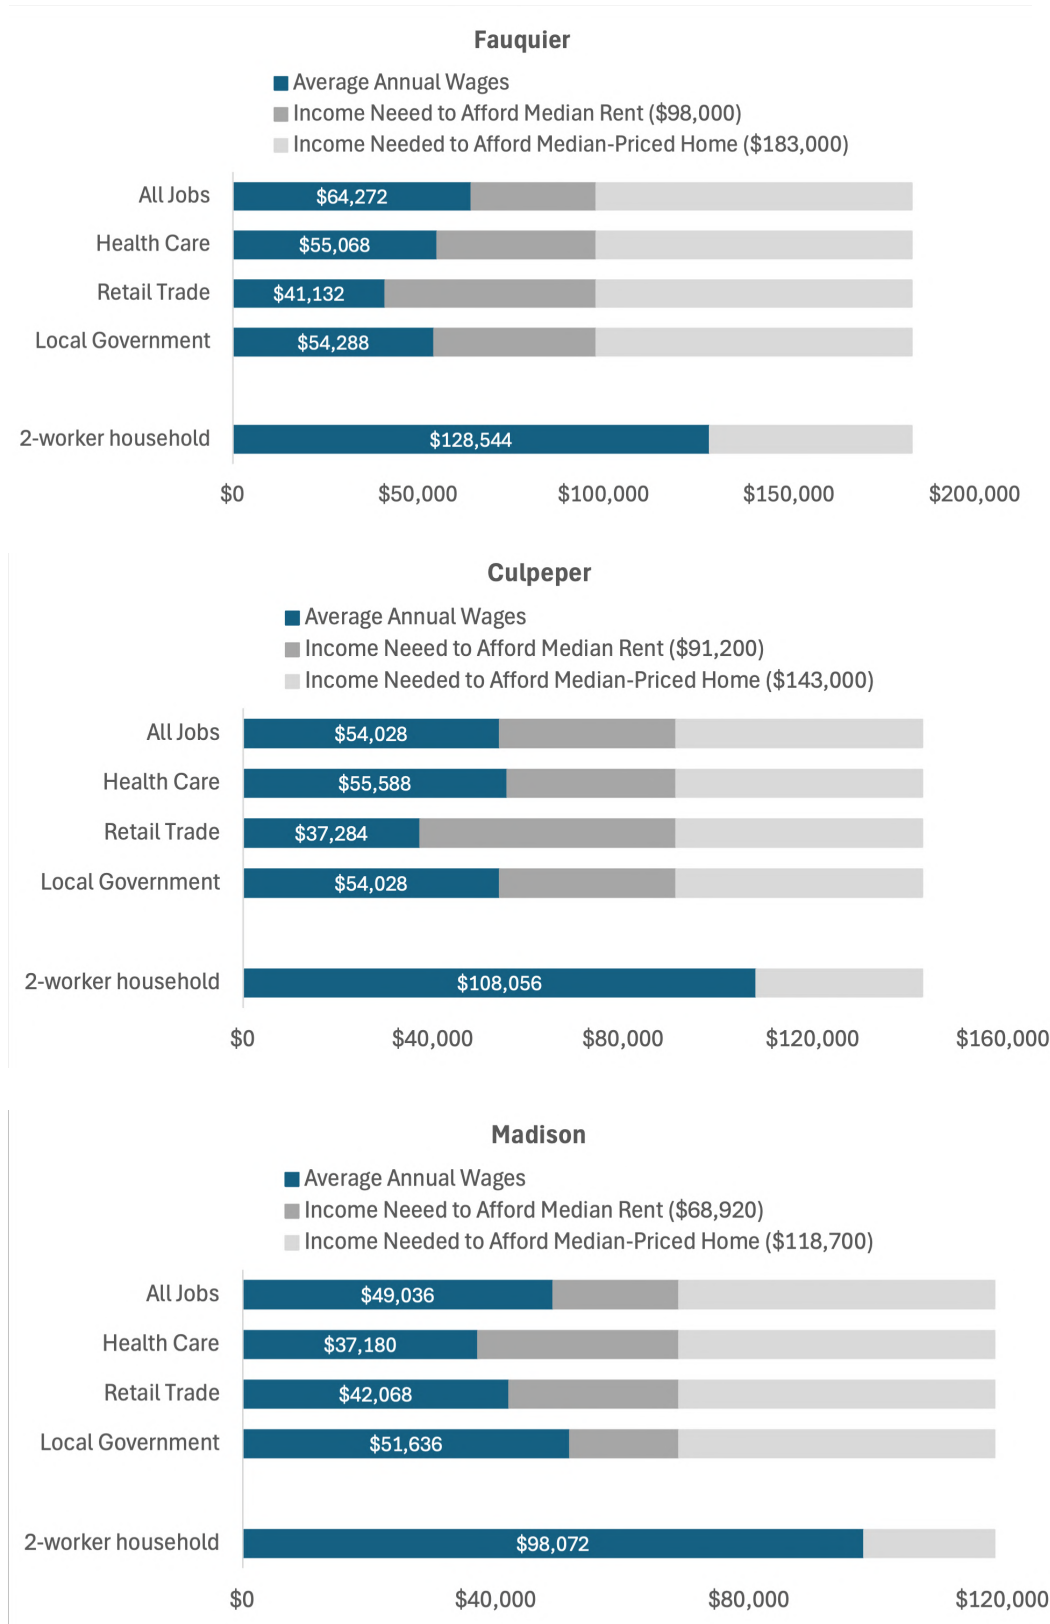 Fauquier
Average Annual Wages
Income Neeed to Afford Median Rent ($98,000)
Income Needed to Afford Median-Priced Home ($183,000)
All Jobs $64,272
Health Care $55,068
Retail Trade $41,132
Local Government $54,288
2-worker household $128,544
$0 $50,000 $100,000 $150,000 $200,000
Culpeper
Average Annual Wages
Income Neeed to Afford Median Rent ($91,200)
Income Needed to Afford Median-Priced Home ($143,000)
All Jobs $54,028
Health Care $55,588
Retail Trade $37,284
Local Government $54,028
2-worker household $108,056
$0 $40,000 $80,000 $120,000 $160,000
Madison
Average Annual Wages
Income Neeed to Afford Median Rent ($68,920)
Income Needed to Afford Median-Priced Home ($118,700)
All Jobs $49,036
Health Care $37,180
Retail Trade $42,068
Local Government $51,636
2-worker household $98,072
$0 $40,000 $80,000 $120,000